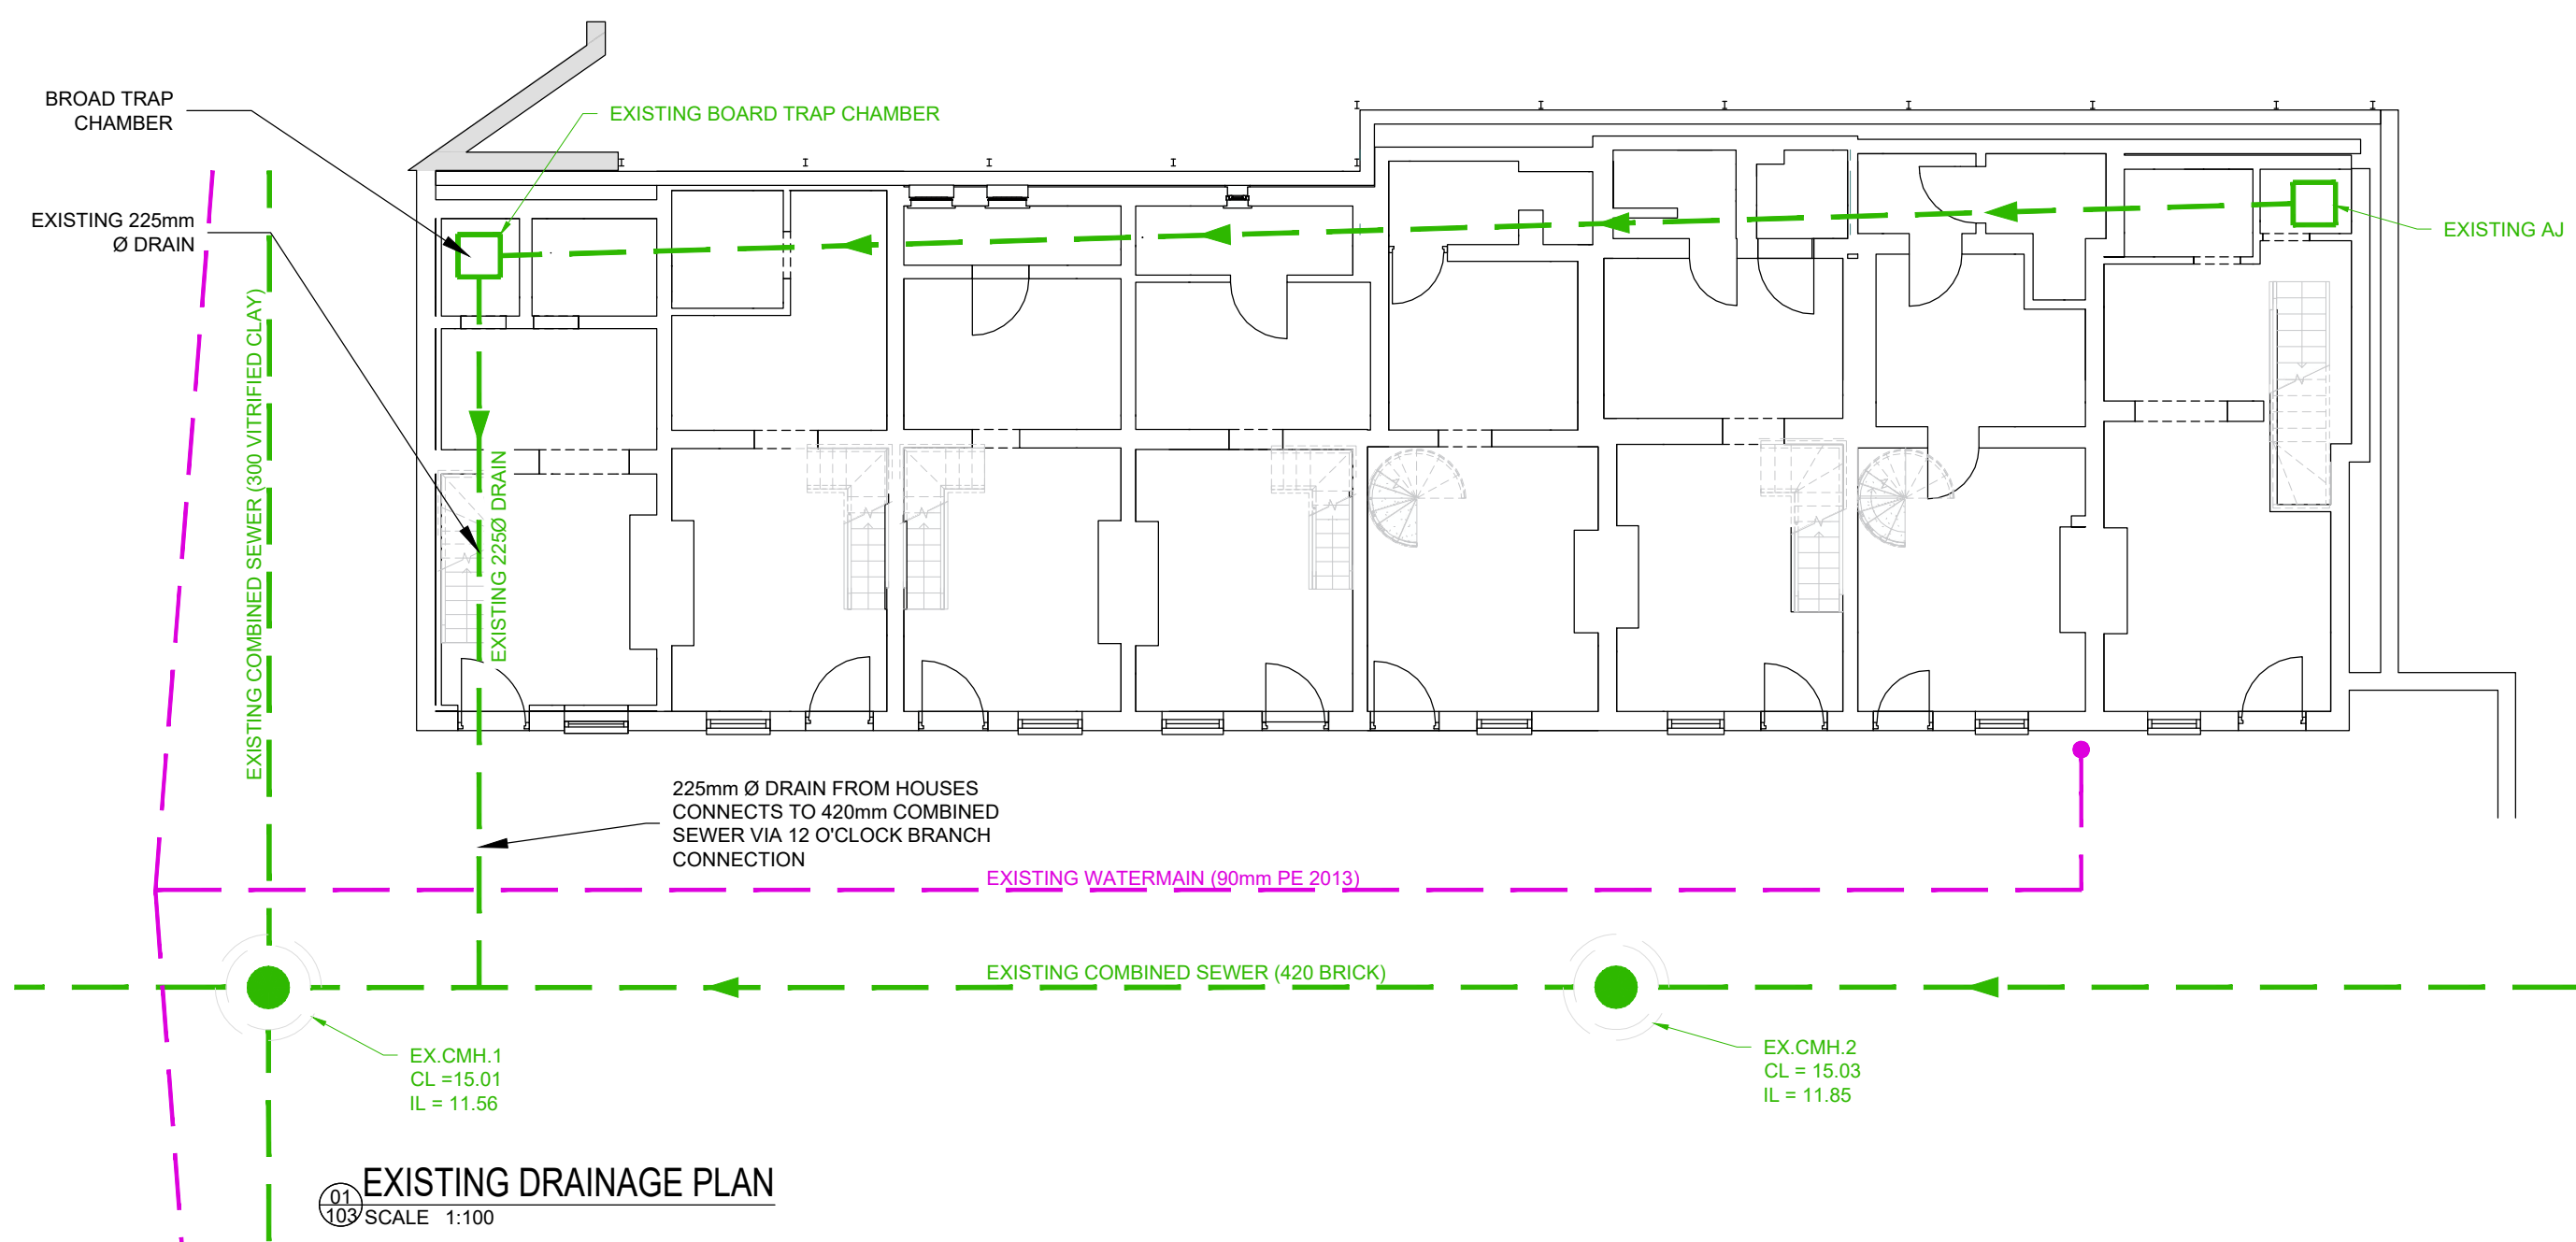 BROAD TRAP
CHAMBER
EXISTING BOARD TRAP CHAMBER
EXISTING 225mm
Ø DRAIN
EXISTING AJ
EXISTING COMBINED SEWER (300 VITRIFIED CLAY)
EXISTING 225Ø DRAIN
225mm Ø DRAIN FROM HOUSES
CONNECTS TO 420mm COMBINED
SEWER VIA 12 O'CLOCK BRANCH
CONNECTION
EXISTING WATERMAIN (90mm PE 2013)
EXISTING COMBINED SEWER (420 BRICK)
EX.CMH.1
CL =15.01
IL = 11.56
EX.CMH.2
CL = 15.03
IL = 11.85
01
103
EXISTING DRAINAGE PLAN
SCALE 1:100